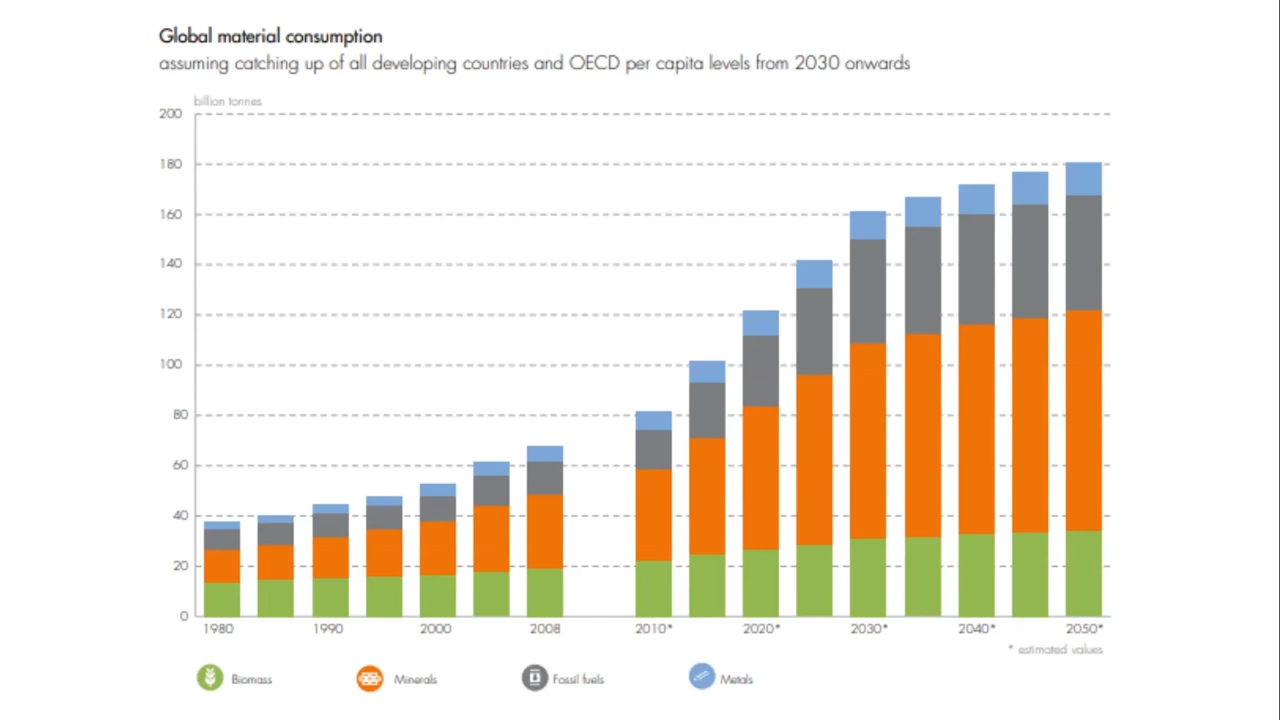 Global material consumption
assuming catching up of all developing countries and OECD per capita levels from 2030 onwards
billion tonnes
200
180
160
140
120
100
80
60
40
20
0
1980 1990 2000 2008 2010* 2020* 2030* 2040* 2050*
* estimated values
Biomass Minerals Fossil fuels Metals